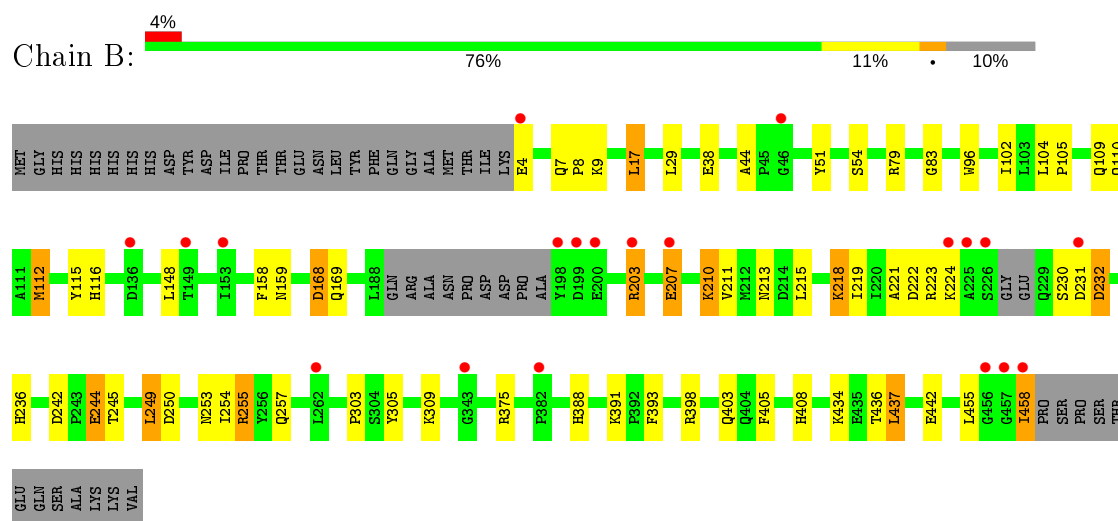 4%
Chain B:
76% 11% • 10%
MET GLY HIS HIS HIS HIS HIS HIS ASP TYR ASP ILE PRO THR THR GLU ASN LEU TYR PHE GLN GLY ALA MET THR ILE LYS E4 Q7 P8 K9 L17 L29 E38 A44 P45 G46 Y51 S54 R79 G83 W96 I102 L103 L104 P105 Q109 Q110
A111 M112 Y115 H116 D136 L148 T149 I153 F158 N159 D168 Q169 L188 GLN ARG ALA ASN PRO ASP ASP PRO ALA Y198 D199 E200 R203 E207 K210 V211 M212 N213 D214 L215 K218 I219 I220 A221 D222 R223 K224 A225 S226 GLY GLU Q229 S230 D231 D232
H236 D242 P243 E244 T245 L249 D250 N253 I254 R255 Y256 Q257 L262 P303 S304 Y305 K309 G343 R375 P382 H388 K391 P392 F393 R398 Q403 Q404 F405 H408 K434 E435 T436 L437 E442 L455 G456 G457 I458 PRO SER PRO SER THR
GLU GLN SER ALA LYS LYS VAL